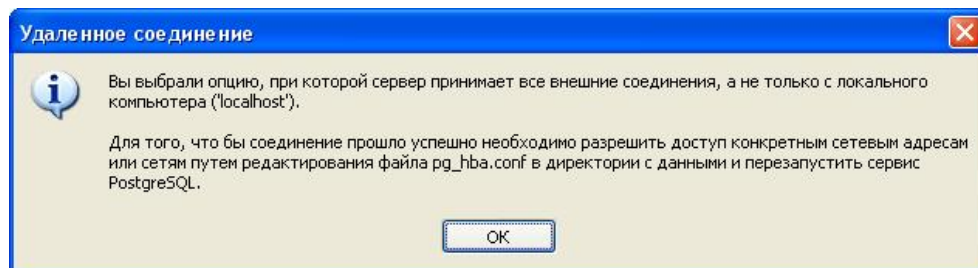 Удаленное соединение
Вы выбрали опцию, при которой сервер принимает все внешние соединения, а не только с локального
компьютера ('localhost').
Для того, что бы соединение прошло успешно необходимо разрешить доступ конкретным сетевым адресам
или сетям путем редактирования файла pg_hba.conf в директории с данными и перезапустить сервис
PostgreSQL.
OK